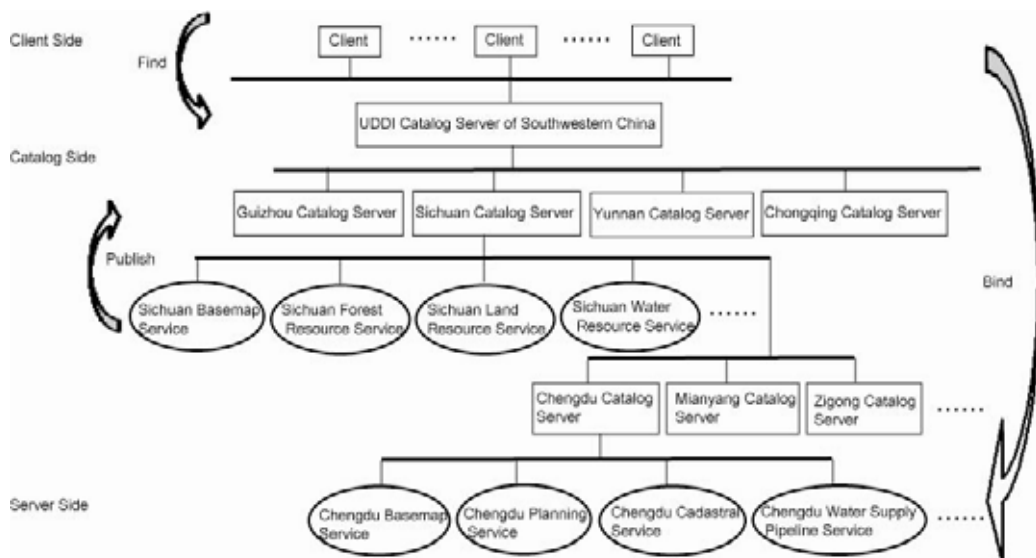 Client Side
Client ...... Client ...... Client
Find
UDDI Catalog Server of Southwestern China
Catalog Side
Guizhou Catalog Server
Sichuan Catalog Server
Yunnan Catalog Server
Chongqing Catalog Server
Publish
Bind
Sichuan Basemap
Service
Sichuan Forest
Resource Service
Sichuan Land
Resource Service
Sichuan Water
Resource Service
......
Chengdu Catalog
Server
Mianyang Catalog
Server
Zigong Catalog
Server
......
Server Side
Chengdu Basemap
Service
Chengdu Planning
Service
Chengdu Cadastral
Service
Chengdu Water Supply
Pipeline Service
......